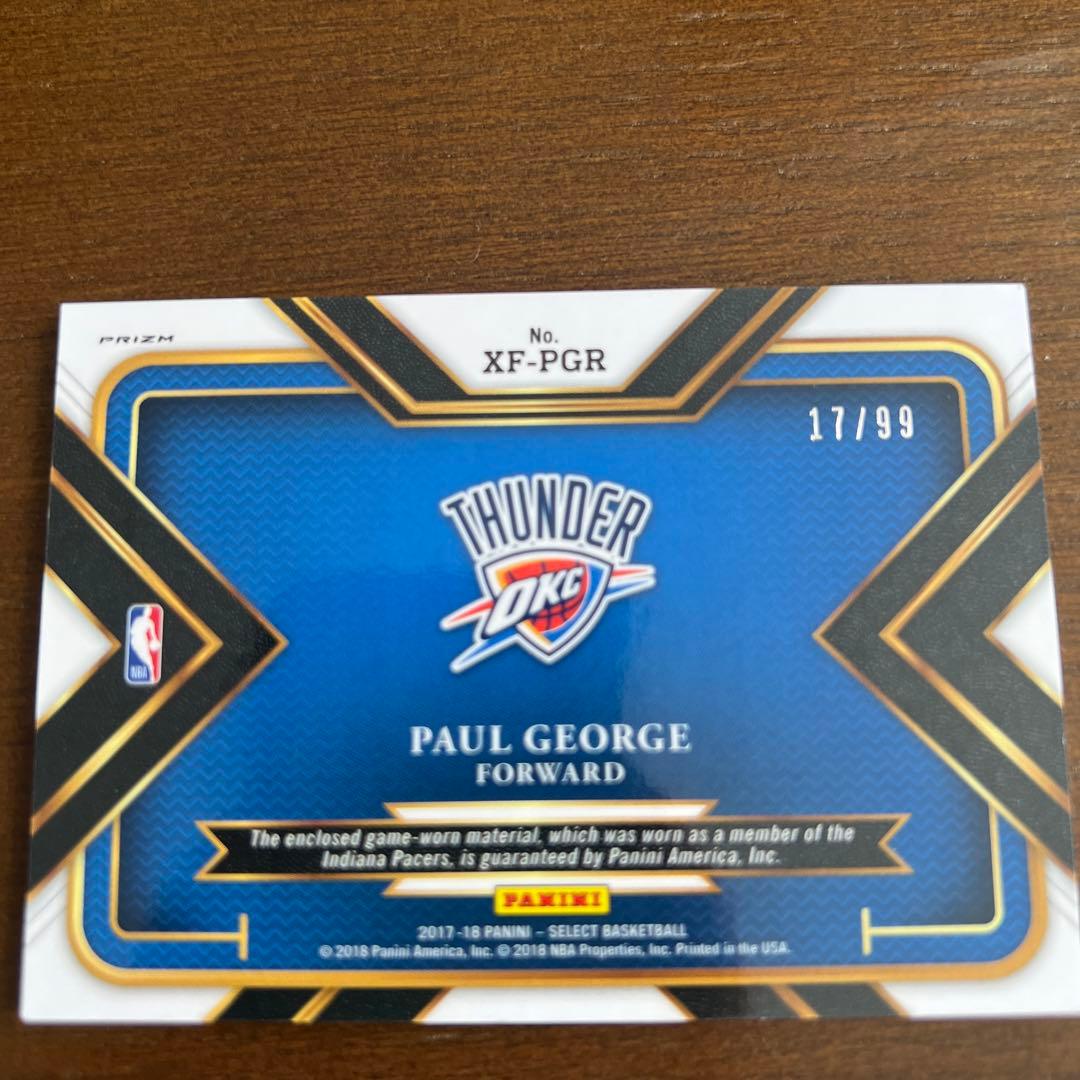 PRIZM
No.
XF-PGR
17/99
THUNDER
OKC
NBA
PAUL GEORGE
FORWARD
The enclosed game-worn material, which was worn as a member of the
Indiana Pacers, is guaranteed by Panini America, Inc.
PANINI
2017-18 PANINI – SELECT BASKETBALL
© 2018 Panini America, Inc. © 2018 NBA Properties, Inc. Printed in the USA.